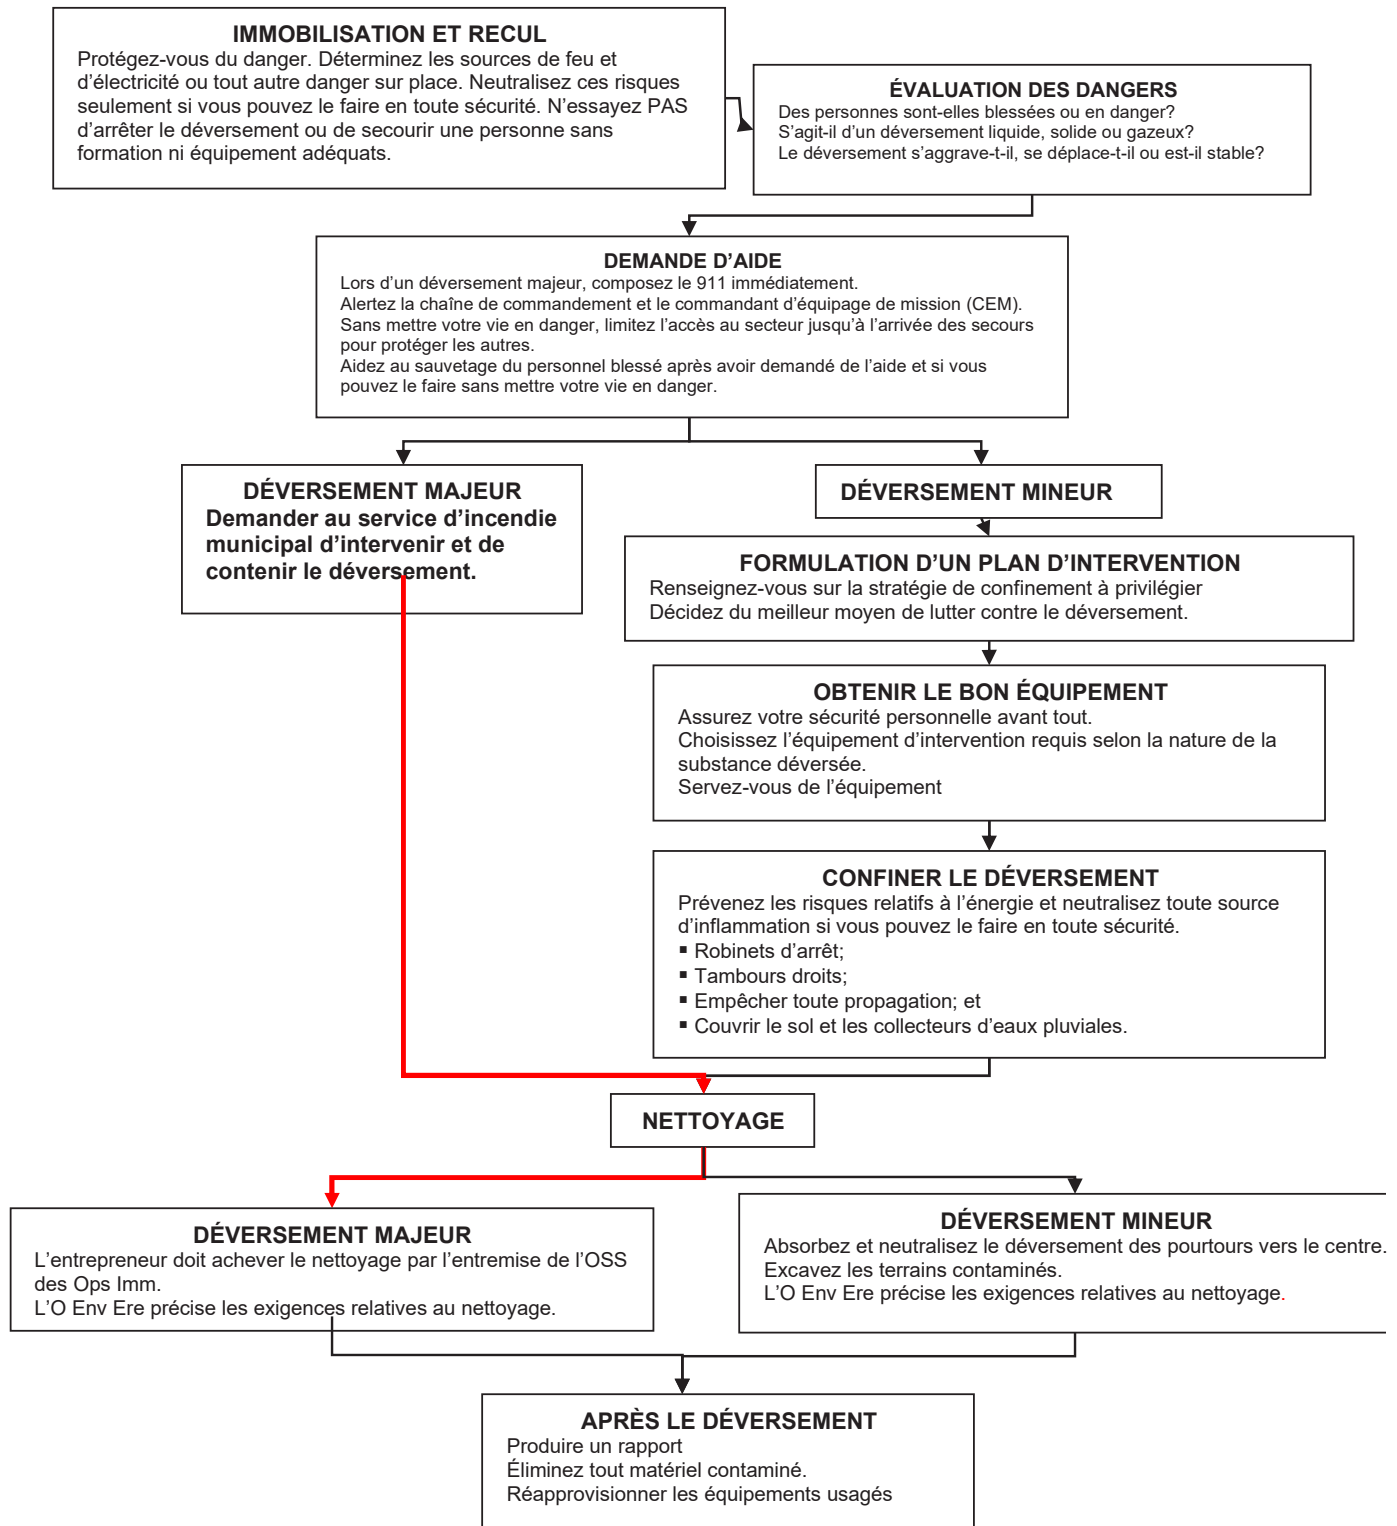 IMMOBILISATION ET RECUL
Protégez-vous du danger. Déterminez les sources de feu et
d’électricité ou tout autre danger sur place. Neutralisez ces risques
seulement si vous pouvez le faire en toute sécurité. N’essayez PAS
d’arrêter le déversement ou de secourir une personne sans
formation ni équipement adéquats.
ÉVALUATION DES DANGERS
Des personnes sont-elles blessées ou en danger?
S’agit-il d’un déversement liquide, solide ou gazeux?
Le déversement s’aggrave-t-il, se déplace-t-il ou est-il stable?
DEMANDE D’AIDE
Lors d’un déversement majeur, composez le 911 immédiatement.
Alertez la chaîne de commandement et le commandant d’équipage de mission (CEM).
Sans mettre votre vie en danger, limitez l’accès au secteur jusqu’à l’arrivée des secours
pour protéger les autres.
Aidez au sauvetage du personnel blessé après avoir demandé de l’aide et si vous
pouvez le faire sans mettre votre vie en danger.
DÉVERSEMENT MAJEUR
Demander au service d’incendie
municipal d’intervenir et de
contenir le déversement.
DÉVERSEMENT MINEUR
FORMULATION D’UN PLAN D’INTERVENTION
Renseignez-vous sur la stratégie de confinement à privilégier
Décidez du meilleur moyen de lutter contre le déversement.
OBTENIR LE BON ÉQUIPEMENT
Assurez votre sécurité personnelle avant tout.
Choisissez l’équipement d’intervention requis selon la nature de la
substance déversée.
Servez-vous de l’équipement
CONFINER LE DÉVERSEMENT
Prévenez les risques relatifs à l’énergie et neutralisez toute source
d’inflammation si vous pouvez le faire en toute sécurité.
▪ Robinets d’arrêt;
▪ Tambours droits;
▪ Empêcher toute propagation; et
▪ Couvrir le sol et les collecteurs d’eaux pluviales.
NETTOYAGE
DÉVERSEMENT MAJEUR
L’entrepreneur doit achever le nettoyage par l’entremise de l’OSS
des Ops Imm.
L’O Env Ere précise les exigences relatives au nettoyage.
DÉVERSEMENT MINEUR
Absorbez et neutralisez le déversement des pourtours vers le centre.
Excavez les terrains contaminés.
L’O Env Ere précise les exigences relatives au nettoyage.
APRÈS LE DÉVERSEMENT
Produire un rapport
Éliminez tout matériel contaminé.
Réapprovisionner les équipements usagés